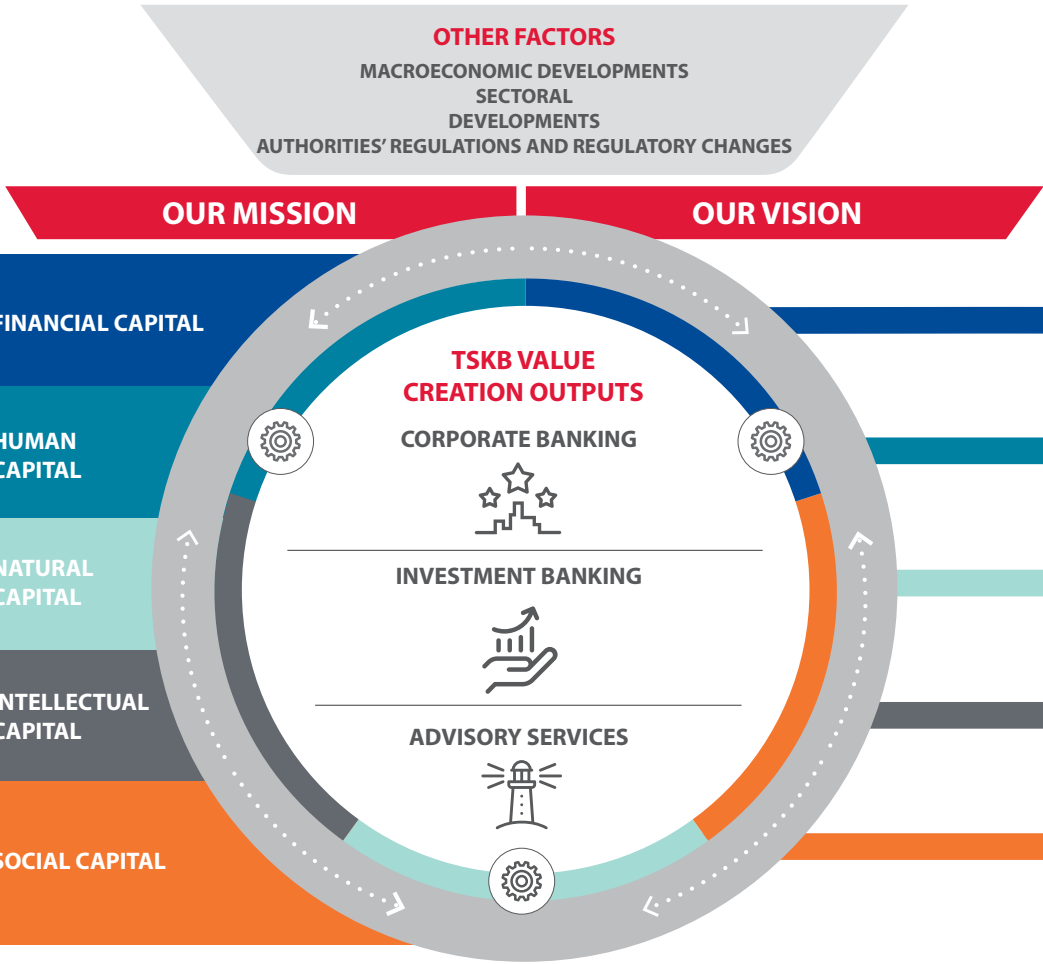 OTHER FACTORS
MACROECONOMIC DEVELOPMENTS
SECTORAL
DEVELOPMENTS
AUTHORITIES’ REGULATIONS AND REGULATORY CHANGES
OUR MISSION
OUR VISION
FINANCIAL CAPITAL
HUMAN
CAPITAL
NATURAL
CAPITAL
INTELLECTUAL
CAPITAL
SOCIAL CAPITAL
TSKB VALUE
CREATION OUTPUTS
CORPORATE BANKING
INVESTMENT BANKING
ADVISORY SERVICES